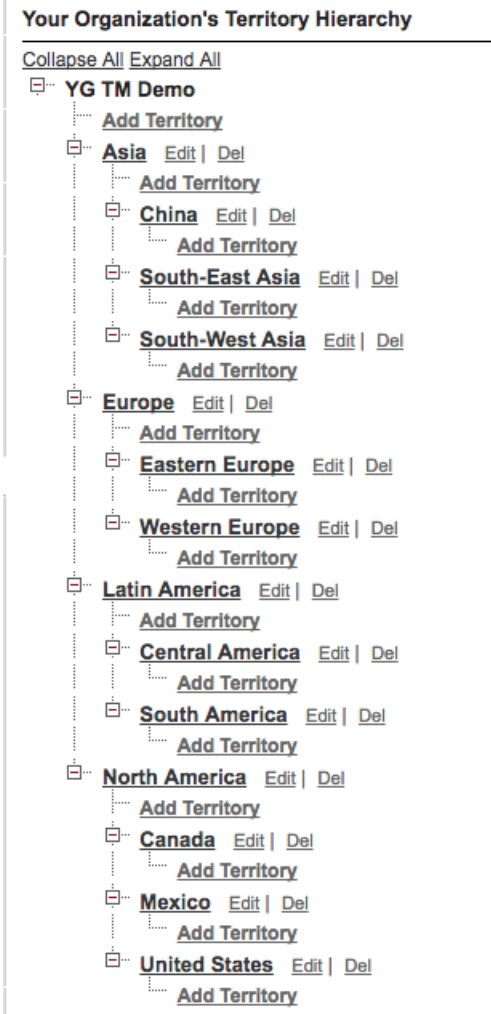 Your Organization's Territory Hierarchy
Collapse All Expand All
YG TM Demo
Add Territory
Asia Edit | Del
Add Territory
China Edit | Del
Add Territory
South-East Asia Edit | Del
Add Territory
South-West Asia Edit | Del
Add Territory
Europe Edit | Del
Add Territory
Eastern Europe Edit | Del
Add Territory
Western Europe Edit | Del
Add Territory
Latin America Edit | Del
Add Territory
Central America Edit | Del
Add Territory
South America Edit | Del
Add Territory
North America Edit | Del
Add Territory
Canada Edit | Del
Add Territory
Mexico Edit | Del
Add Territory
United States Edit | Del
Add Territory